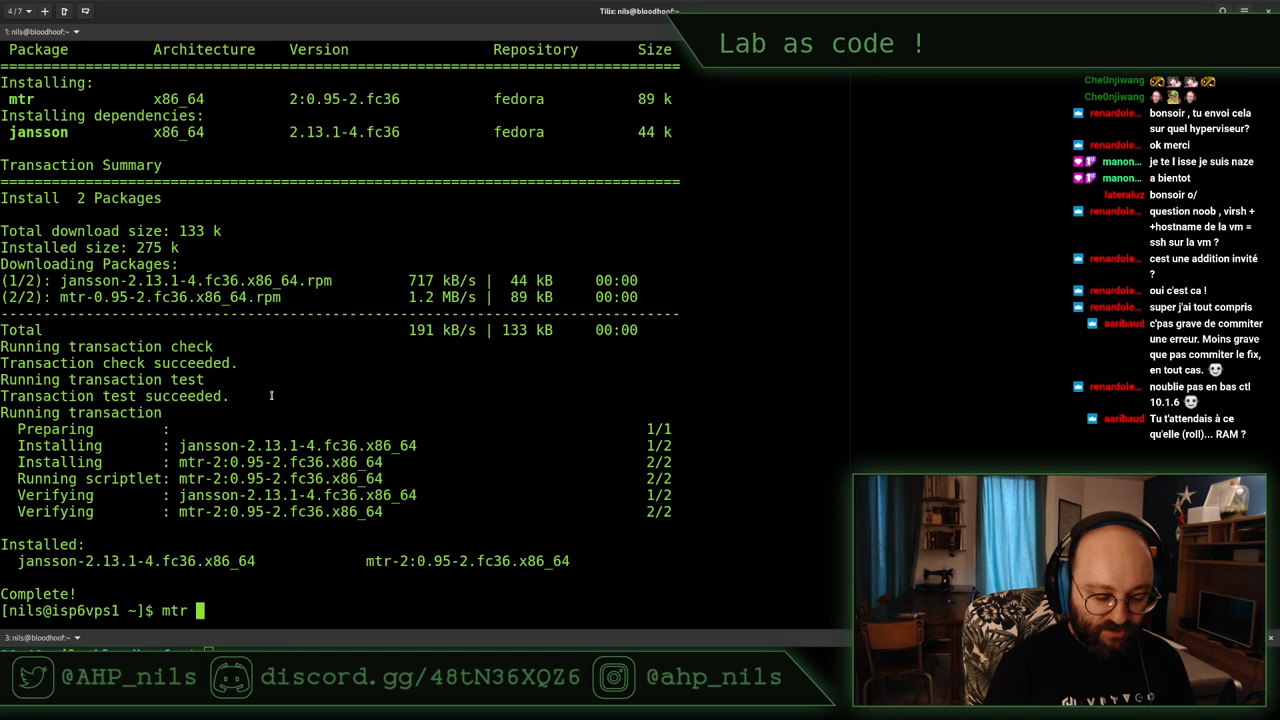 4/7
Tilix: nils@bloodhoof:~
1: nils@bloodhoof:~
Package Architecture Version Repository Size
Installing:
mtr x86_64 2:0.95-2.fc36 fedora 89 k
Installing dependencies:
jansson x86_64 2.13.1-4.fc36 fedora 44 k
Transaction Summary
Install 2 Packages
Total download size: 133 k
Installed size: 275 k
Downloading Packages:
(1/2): jansson-2.13.1-4.fc36.x86_64.rpm 717 kB/s | 44 kB 00:00
(2/2): mtr-0.95-2.fc36.x86_64.rpm 1.2 MB/s | 89 kB 00:00
--------------------------------------------------------------------------------
Total 191 kB/s | 133 kB 00:00
Running transaction check
Transaction check succeeded.
Running transaction test
Transaction test succeeded.
Running transaction
Preparing : 1/1
Installing : jansson-2.13.1-4.fc36.x86_64 1/2
Installing : mtr-2:0.95-2.fc36.x86_64 2/2
Running scriptlet: mtr-2:0.95-2.fc36.x86_64 2/2
Verifying : jansson-2.13.1-4.fc36.x86_64 1/2
Verifying : mtr-2:0.95-2.fc36.x86_64 2/2
Installed:
jansson-2.13.1-4.fc36.x86_64 mtr-2:0.95-2.fc36.x86_64
Complete!
[nils@isp6vps1 ~]$ mtr
3: nils@bloodhoof:~
Lab as code !
Che0njiwang
Che0njiwang
renardole… bonsoir , tu envoi cela
sur quel hyperviseur?
renardole… ok merci
manon… je te l isse je suis naze
manon… a bientot
lateraluz bonsoir o/
renardole… question noob , virsh +
+hostname de la vm =
ssh sur la vm ?
renardole… cest une addition invité
?
renardole… oui c'est ca !
renardole… super j'ai tout compris
aaribaud c'pas grave de commiter
une erreur. Moins grave
que pas commiter le fix,
en tout cas.
renardole… noublie pas en bas ctl
10.1.6
aaribaud Tu t'attendais à ce
qu'elle (roll)... RAM ?
@AHP_nils
discord.gg/48tN36XQZ6
@ahp_nils